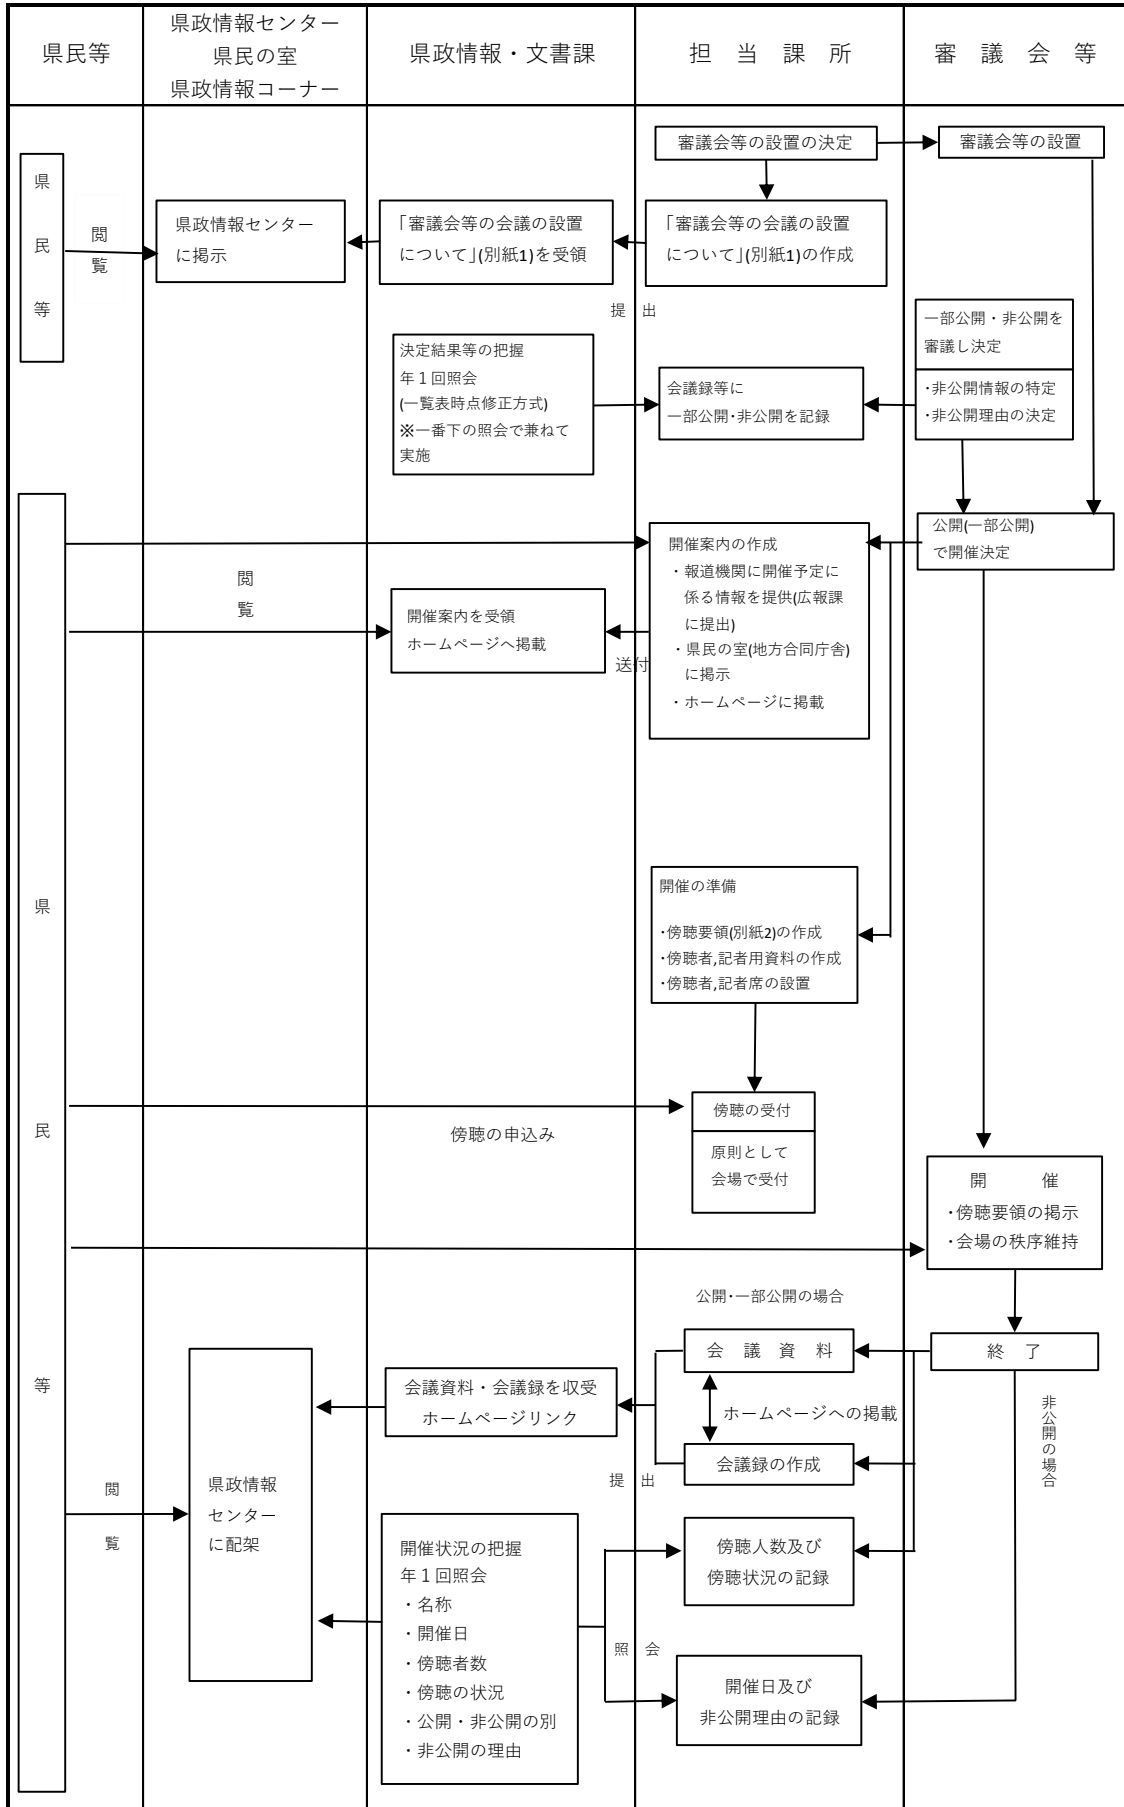 県民等
県政情報センター
県民の室
県政情報コーナー
県政情報・文書課
担　当　課　所
審　議　会　等
審議会等の設置の決定
審議会等の設置
県
民
等
閲
覧
県政情報センター
に掲示
「審議会等の会議の設置
について」(別紙1)を受領
「審議会等の会議の設置
について」(別紙1)の作成
提　出
一部公開・非公開を
審議し決定
・非公開情報の特定
・非公開理由の決定
決定結果等の把握
年１回照会
(一覧表時点修正方式)
※一番下の照会で兼ねて
実施
会議録等に
一部公開・非公開を記録
公開(一部公開)
で開催決定
開催案内の作成
・報道機関に開催予定に
係る情報を提供(広報課
に提出)
・県民の室(地方合同庁舎)
に掲示
・ホームページに掲載
閲
覧
開催案内を受領
ホームページへ掲載
送付
開催の準備
・傍聴要領(別紙2)の作成
・傍聴者,記者用資料の作成
・傍聴者,記者席の設置
県
民
等
傍聴の申込み
傍聴の受付
原則として
会場で受付
開　　　催
・傍聴要領の掲示
・会場の秩序維持
公開・一部公開の場合
会　議　資　料
終　了
会議資料・会議録を収受
ホームページリンク
ホームページへの掲載
会議録の作成
提　出
非公開の場合
閲
覧
県政情報
センター
に配架
開催状況の把握
年１回照会
・名称
・開催日
・傍聴者数
・傍聴の状況
・公開・非公開の別
・非公開の理由
傍聴人数及び
傍聴状況の記録
照　会
開催日及び
非公開理由の記録